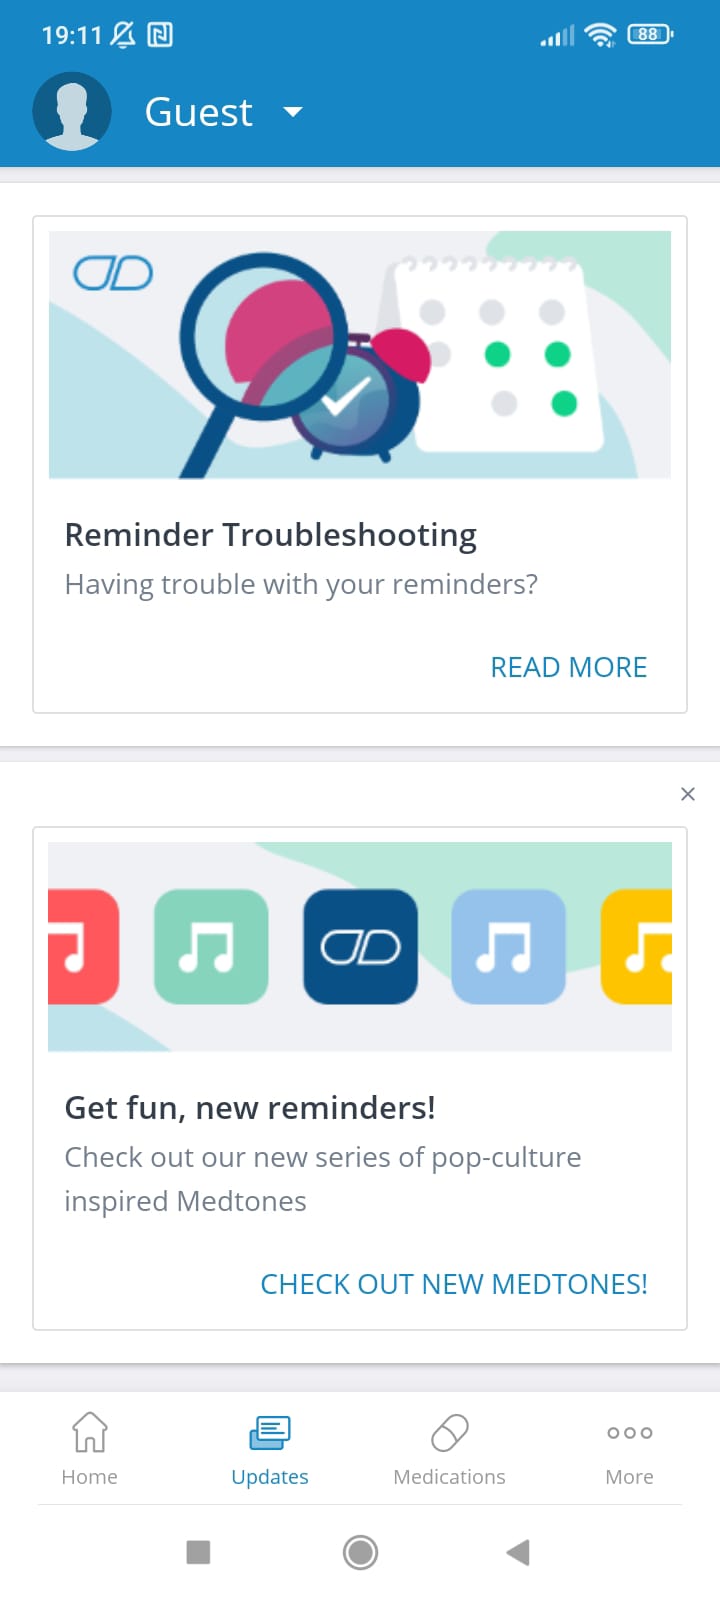 19:11
88
Guest
Reminder Troubleshooting
Having trouble with your reminders?
READ MORE
Get fun, new reminders!
Check out our new series of pop-culture
inspired Medtones
CHECK OUT NEW MEDTONES!
Home
Updates
Medications
More